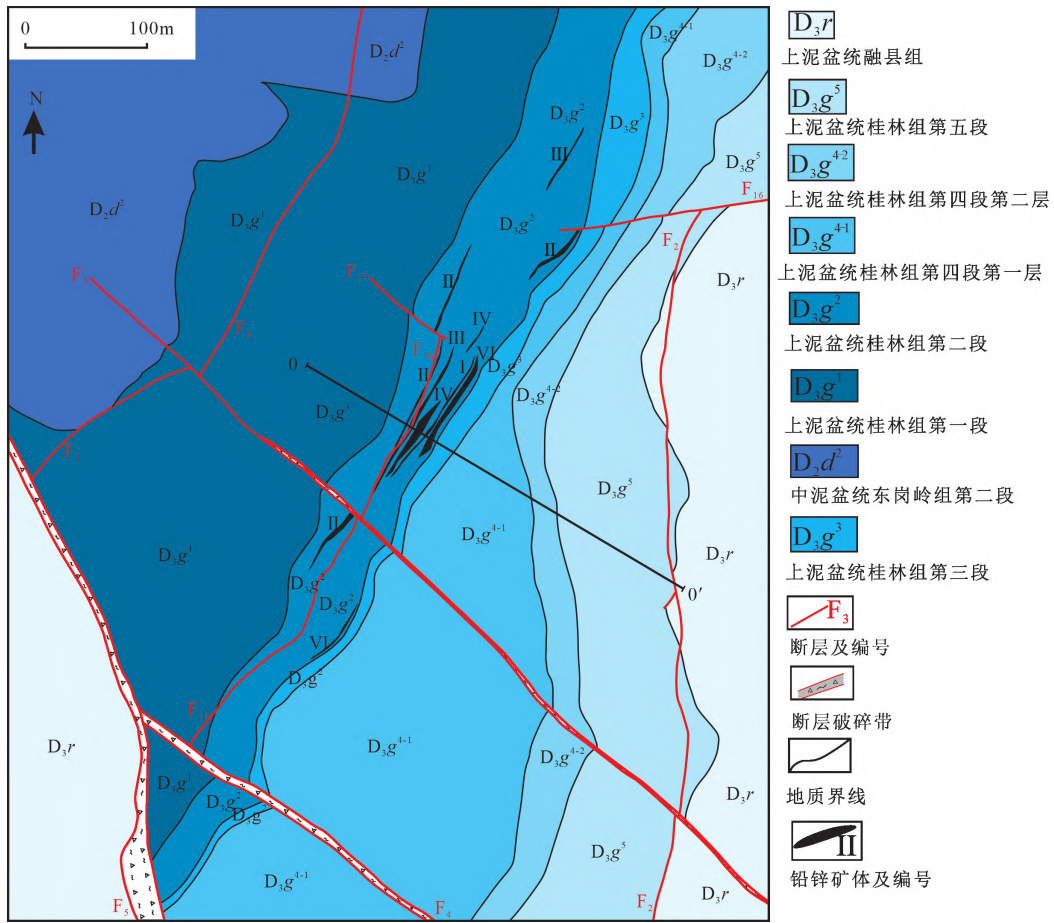 0 100m
N
D₂d²
D₃g⁴⁻¹
D₃g⁴⁻²
D₃g²
D₃g³
D₃g¹
III
D₃g⁵
F₁₆
D₂d²
D₃g¹
D₃g²
F₂
II
D₃r
F
F
II
F₁
IV
III
VI
I
D₃g³
0
II
IV
D₃g⁴⁻²
D₃g¹
F
D₃g⁵
D₃g⁴⁻¹
II
D₃g¹
D₃r
D₃g²
0′
D₃g²
VI
D₃g²
F
D₃r
D₃g⁴⁻¹
D₃g⁴⁻²
D₃g¹
D₃r
D₃g²
D₃g²
D₃g⁵
D₃g⁴⁻¹
D₃r
F₅
F₄
F₂
D₃r
上泥盆统融县组
D₃g⁵
上泥盆统桂林组第五段
D₃g⁴⁻²
上泥盆统桂林组第四段第二层
D₃g⁴⁻¹
上泥盆统桂林组第四段第一层
D₃g²
上泥盆统桂林组第二段
D₃g¹
上泥盆统桂林组第一段
D₂d²
中泥盆统东岗岭组第二段
D₃g³
上泥盆统桂林组第三段
F₃
断层及编号
断层破碎带
地质界线
II
铅锌矿体及编号